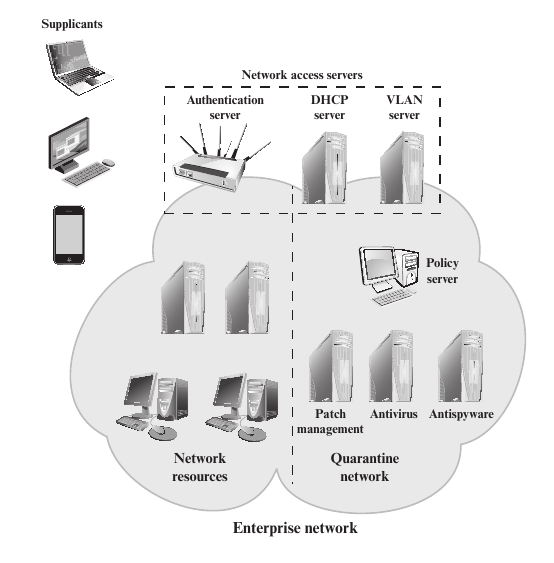 Supplicants
Network access servers
Authentication
server
DHCP
server
VLAN
server
Policy
server
Patch
management
Antivirus
Antispyware
Network
resources
Quarantine
network
Enterprise network